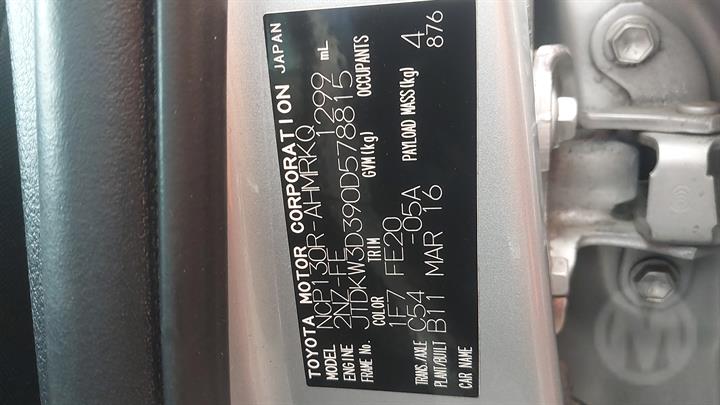 TOYOTA MOTOR CORPORATION JAPAN
MODEL NCP130R-AHMRKQ
ENGINE 2NZ-FE 1299 mL
FRAME No. JTDKW3D390D578815
COLOR TRIM GVM(kg) OCCUPANTS
1F7 FE20 4
TRANS/AXLE C54 -05A PAYLOAD MASS(kg) 876
PLANT/BUILT B11 MAR 16
CAR NAME